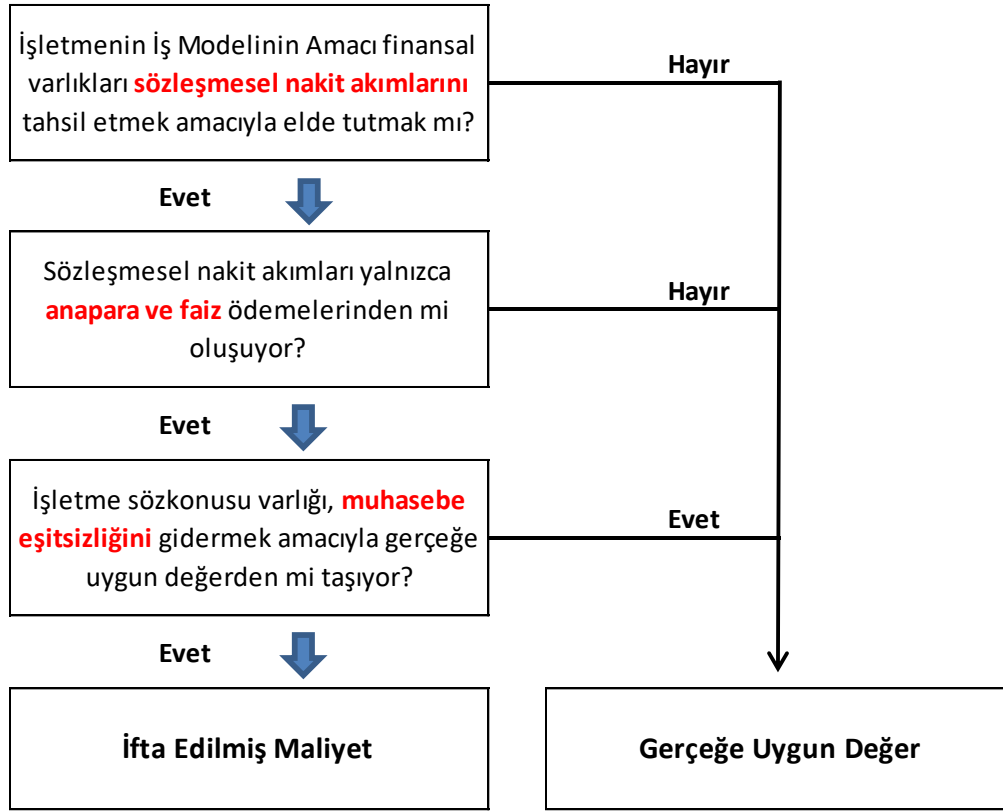 İşletmenin İş Modelinin Amacı finansal
varlıkları sözleşmesel nakit akımlarını
tahsil etmek amacıyla elde tutmak mı?
Hayır
Evet
Sözleşmesel nakit akımları yalnızca
anapara ve faiz ödemelerinden mi
oluşuyor?
Hayır
Evet
İşletme sözkonusu varlığı, muhasebe
eşitsizliğini gidermek amacıyla gerçeğe
uygun değerden mi taşıyor?
Evet
Evet
İfta Edilmiş Maliyet
Gerçeğe Uygun Değer